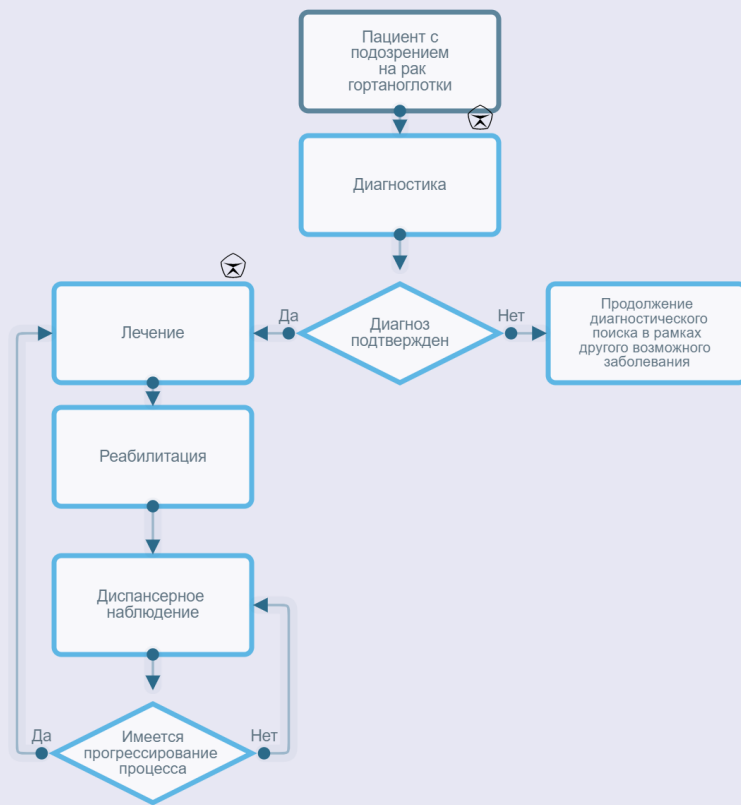 Пациент с
подозрением
на рак
гортаноглотки
Диагностика
Диагноз
подтвержден
Да
Нет
Лечение
Продолжение
диагностического
поиска в рамках
другого возможного
заболевания
Реабилитация
Диспансерное
наблюдение
Имеется
прогрессирование
процесса
Да
Нет